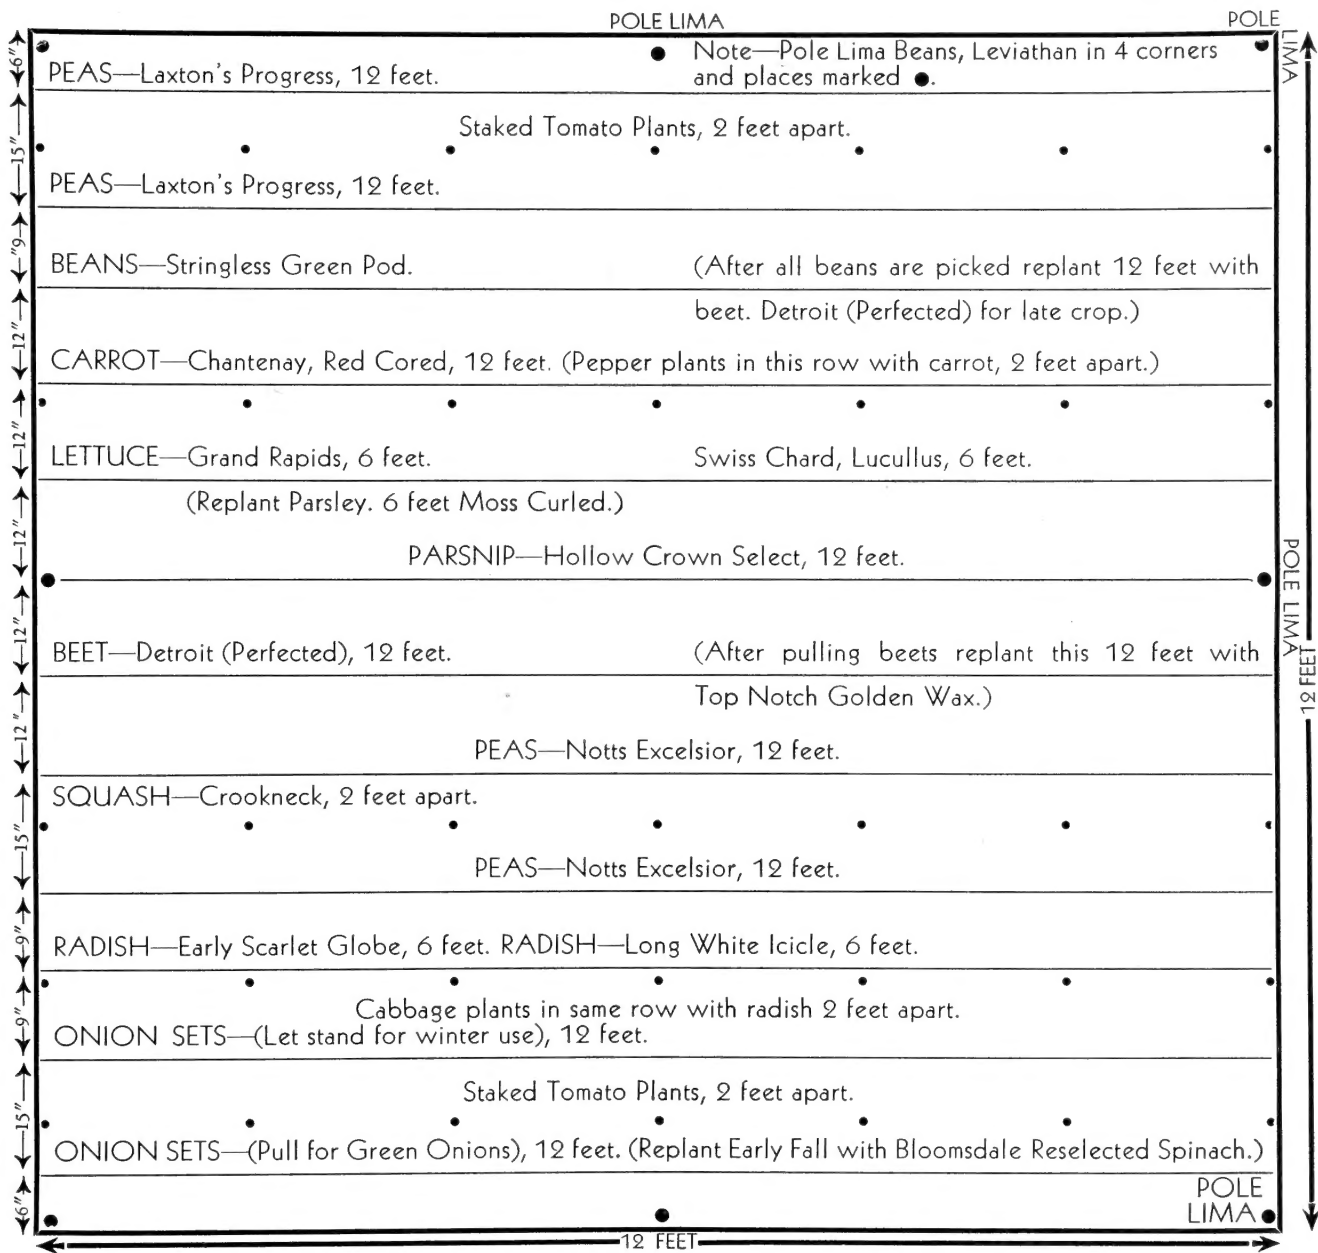 POLE LIMA
POLE LIMA
Note—Pole Lima Beans, Leviathan in 4 corners
and places marked ●.
6"
PEAS—Laxton's Progress, 12 feet.
Staked Tomato Plants, 2 feet apart.
15"
PEAS—Laxton's Progress, 12 feet.
9"
BEANS—Stringless Green Pod.
(After all beans are picked replant 12 feet with
beet. Detroit (Perfected) for late crop.)
12"
CARROT—Chantenay, Red Cored, 12 feet. (Pepper plants in this row with carrot, 2 feet apart.)
12"
LETTUCE—Grand Rapids, 6 feet.
Swiss Chard, Lucullus, 6 feet.
(Replant Parsley. 6 feet Moss Curled.)
12"
PARSNIP—Hollow Crown Select, 12 feet.
POLE LIMA
12 FEET
12"
BEET—Detroit (Perfected), 12 feet.
(After pulling beets replant this 12 feet with
Top Notch Golden Wax.)
12"
PEAS—Notts Excelsior, 12 feet.
SQUASH—Crookneck, 2 feet apart.
15"
PEAS—Notts Excelsior, 12 feet.
9"
RADISH—Early Scarlet Globe, 6 feet. RADISH—Long White Icicle, 6 feet.
Cabbage plants in same row with radish 2 feet apart.
9"
ONION SETS—(Let stand for winter use), 12 feet.
Staked Tomato Plants, 2 feet apart.
15"
ONION SETS—(Pull for Green Onions), 12 feet. (Replant Early Fall with Bloomsdale Reselected Spinach.)
6"
POLE
LIMA
12 FEET